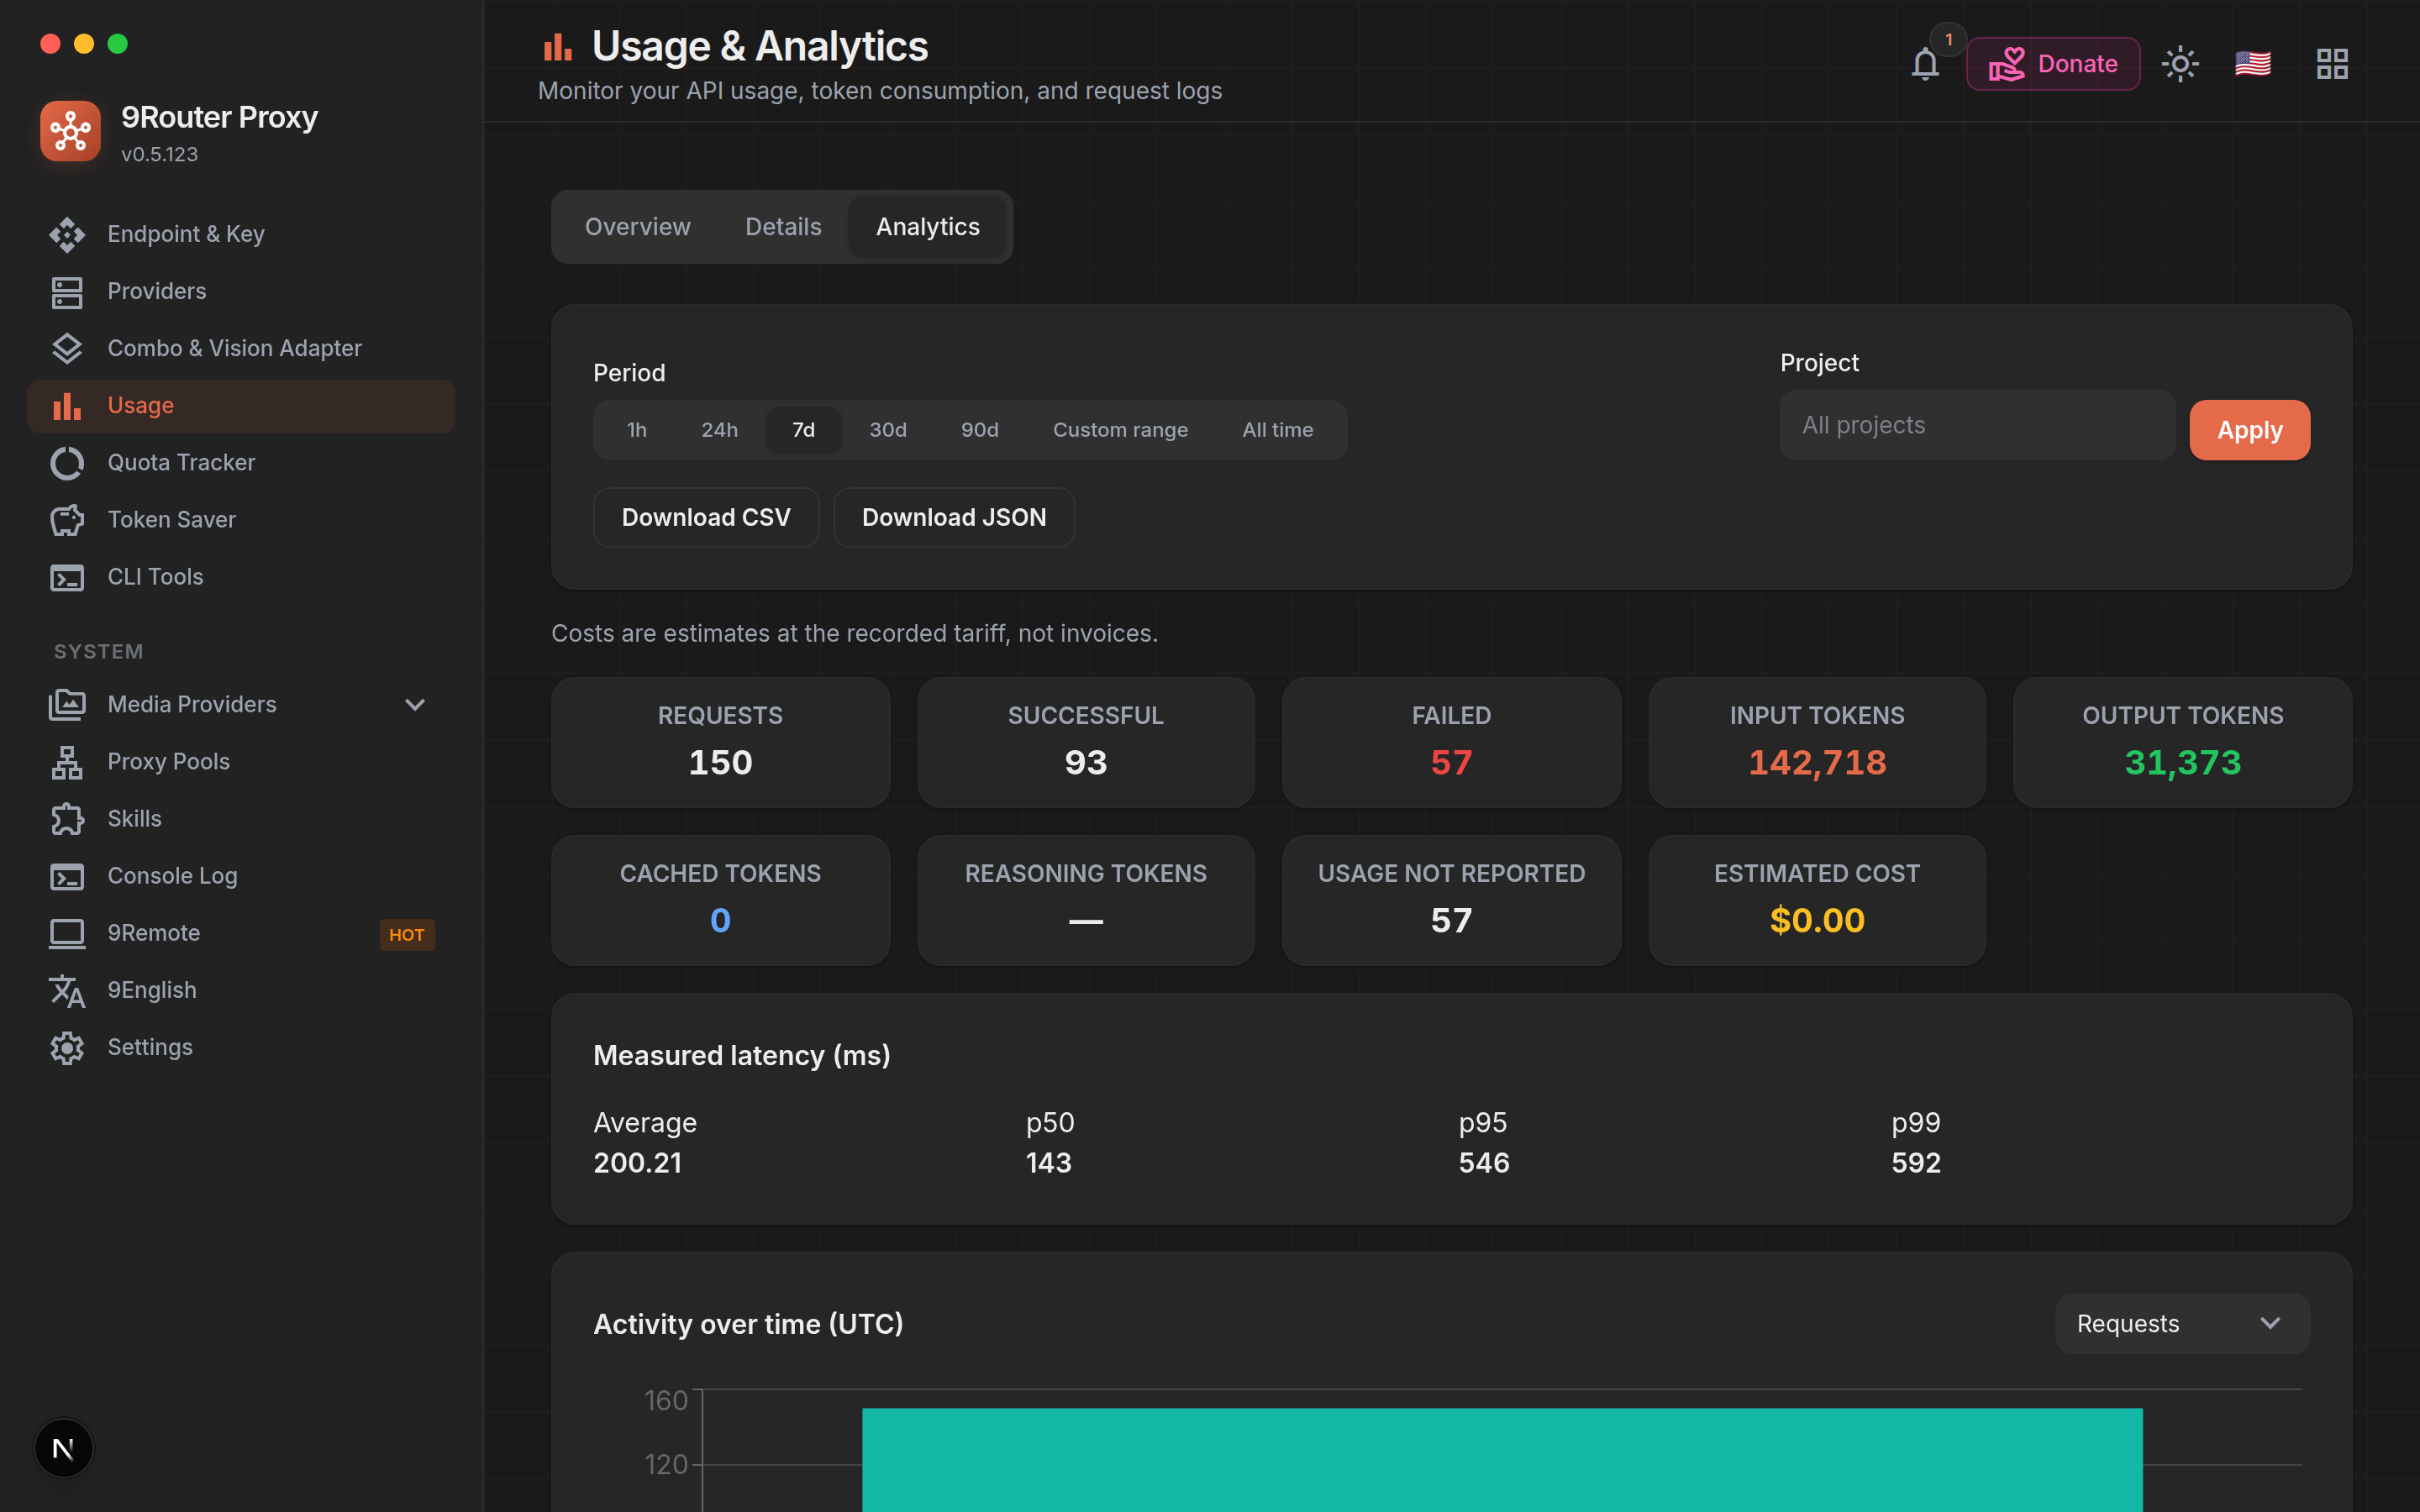 9Router Proxy
v0.5.123
Endpoint & Key
Providers
Combo & Vision Adapter
Usage
Quota Tracker
Token Saver
CLI Tools
SYSTEM
Media Providers
Proxy Pools
Skills
Console Log
9Remote HOT
9English
Settings
N
Usage & Analytics
Monitor your API usage, token consumption, and request logs
1
Donate
Overview Details Analytics
Period
1h 24h 7d 30d 90d Custom range All time
Project
All projects
Apply
Download CSV Download JSON
Costs are estimates at the recorded tariff, not invoices.
REQUESTS
150
SUCCESSFUL
93
FAILED
57
INPUT TOKENS
142,718
OUTPUT TOKENS
31,373
CACHED TOKENS
0
REASONING TOKENS
—
USAGE NOT REPORTED
57
ESTIMATED COST
$0.00
Measured latency (ms)
Average
200.21
p50
143
p95
546
p99
592
Activity over time (UTC)
Requests
160
120